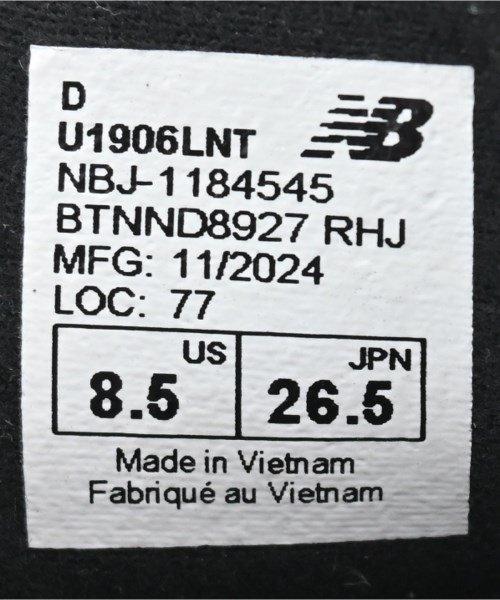 D
U1906LNT
NB
NBJ-1184545
BTNND8927 RHJ
MFG: 11/2024
LOC: 77
US
8.5
JPN
26.5
Made in Vietnam
Fabriqué au Vietnam